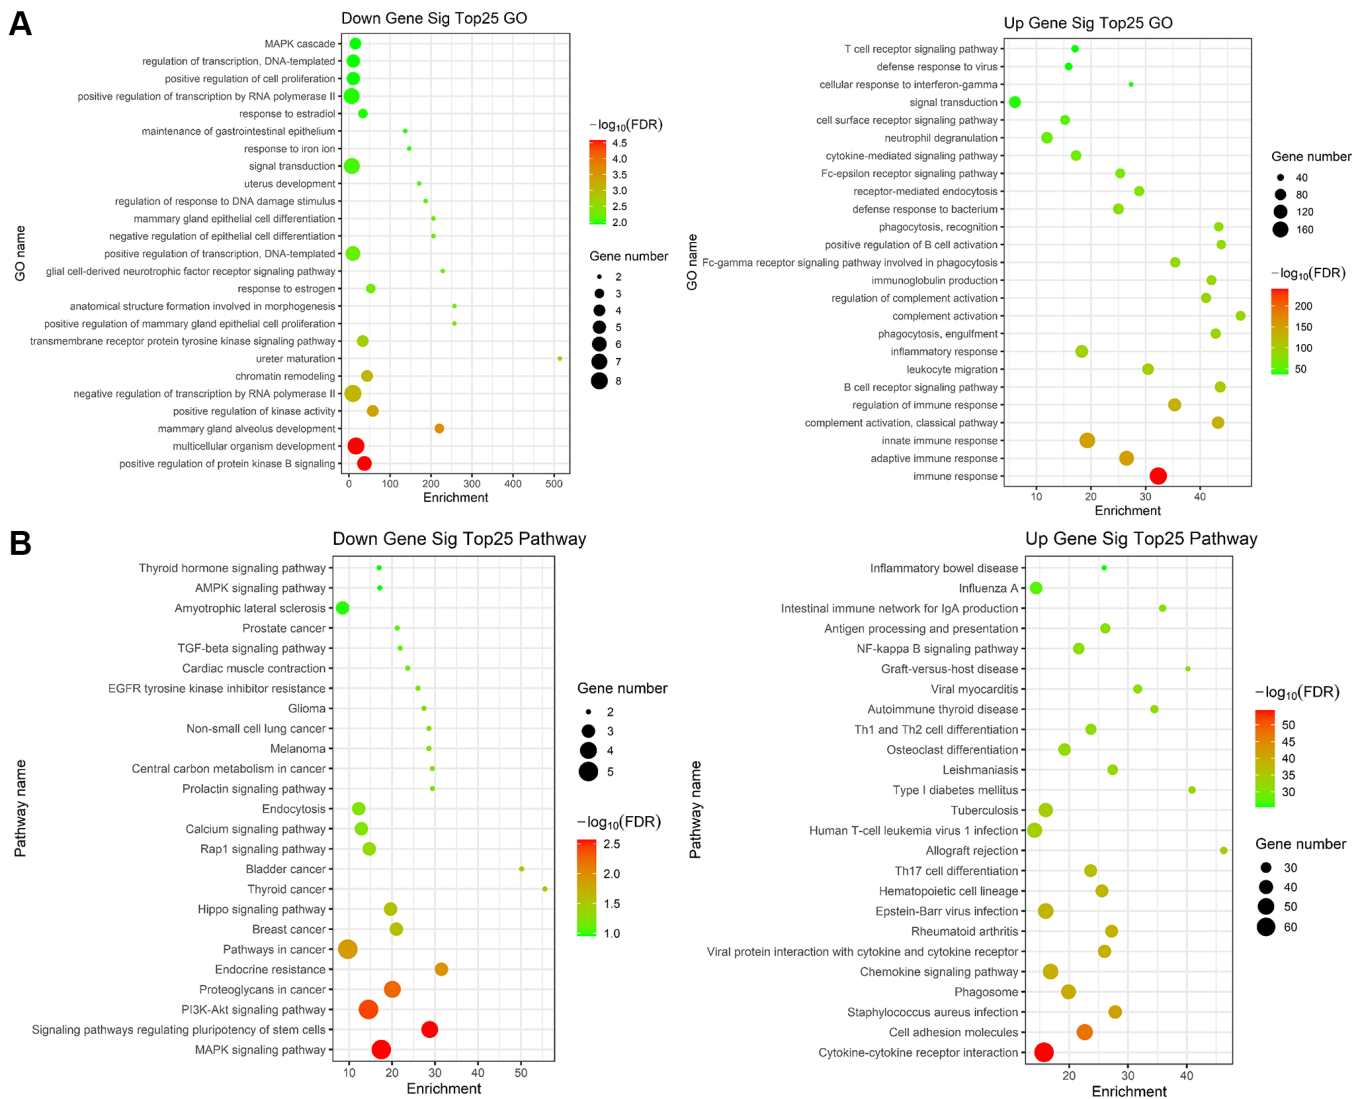 A
Down Gene Sig Top25 GO
GO name
MAPK cascade
regulation of transcription, DNA-templated
positive regulation of cell proliferation
positive regulation of transcription by RNA polymerase II
response to estradiol
maintenance of gastrointestinal epithelium
response to iron ion
signal transduction
uterus development
regulation of response to DNA damage stimulus
mammary gland epithelial cell differentiation
negative regulation of epithelial cell differentiation
positive regulation of transcription, DNA-templated
glial cell-derived neurotrophic factor receptor signaling pathway
response to estrogen
anatomical structure formation involved in morphogenesis
positive regulation of mammary gland epithelial cell proliferation
transmembrane receptor protein tyrosine kinase signaling pathway
ureter maturation
chromatin remodeling
negative regulation of transcription by RNA polymerase II
positive regulation of kinase activity
mammary gland alveolus development
multicellular organism development
positive regulation of protein kinase B signaling
0 100 200 300 400 500
Enrichment
−log10(FDR)
4.5
4.0
3.5
3.0
2.5
2.0
Gene number
2
3
4
5
6
7
8
Up Gene Sig Top25 GO
GO name
T cell receptor signaling pathway
defense response to virus
cellular response to interferon-gamma
signal transduction
cell surface receptor signaling pathway
neutrophil degranulation
cytokine-mediated signaling pathway
Fc-epsilon receptor signaling pathway
receptor-mediated endocytosis
defense response to bacterium
phagocytosis, recognition
positive regulation of B cell activation
Fc-gamma receptor signaling pathway involved in phagocytosis
immunoglobulin production
regulation of complement activation
complement activation
phagocytosis, engulfment
inflammatory response
leukocyte migration
B cell receptor signaling pathway
regulation of immune response
complement activation, classical pathway
innate immune response
adaptive immune response
immune response
10 20 30 40
Enrichment
Gene number
40
80
120
160
−log10(FDR)
200
150
100
50
B
Down Gene Sig Top25 Pathway
Pathway name
Thyroid hormone signaling pathway
AMPK signaling pathway
Amyotrophic lateral sclerosis
Prostate cancer
TGF-beta signaling pathway
Cardiac muscle contraction
EGFR tyrosine kinase inhibitor resistance
Glioma
Non-small cell lung cancer
Melanoma
Central carbon metabolism in cancer
Prolactin signaling pathway
Endocytosis
Calcium signaling pathway
Rap1 signaling pathway
Bladder cancer
Thyroid cancer
Hippo signaling pathway
Breast cancer
Pathways in cancer
Endocrine resistance
Proteoglycans in cancer
PI3K-Akt signaling pathway
Signaling pathways regulating pluripotency of stem cells
MAPK signaling pathway
10 20 30 40 50
Enrichment
Gene number
2
3
4
5
−log10(FDR)
2.5
2.0
1.5
1.0
Up Gene Sig Top25 Pathway
Pathway name
Inflammatory bowel disease
Influenza A
Intestinal immune network for IgA production
Antigen processing and presentation
NF-kappa B signaling pathway
Graft-versus-host disease
Viral myocarditis
Autoimmune thyroid disease
Th1 and Th2 cell differentiation
Osteoclast differentiation
Leishmaniasis
Type I diabetes mellitus
Tuberculosis
Human T-cell leukemia virus 1 infection
Allograft rejection
Th17 cell differentiation
Hematopoietic cell lineage
Epstein-Barr virus infection
Rheumatoid arthritis
Viral protein interaction with cytokine and cytokine receptor
Chemokine signaling pathway
Phagosome
Staphylococcus aureus infection
Cell adhesion molecules
Cytokine-cytokine receptor interaction
20 30 40
Enrichment
−log10(FDR)
50
45
40
35
30
Gene number
30
40
50
60